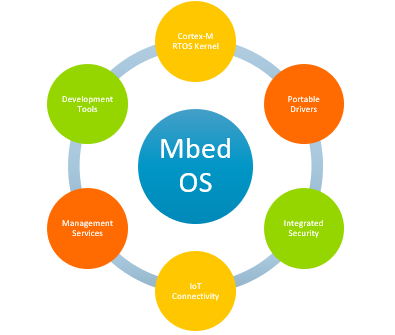 Cortex-M
RTOS Kernel
Portable
Drivers
Integrated
Security
IoT
Connectivity
Management
Services
Development
Tools
Mbed
OS